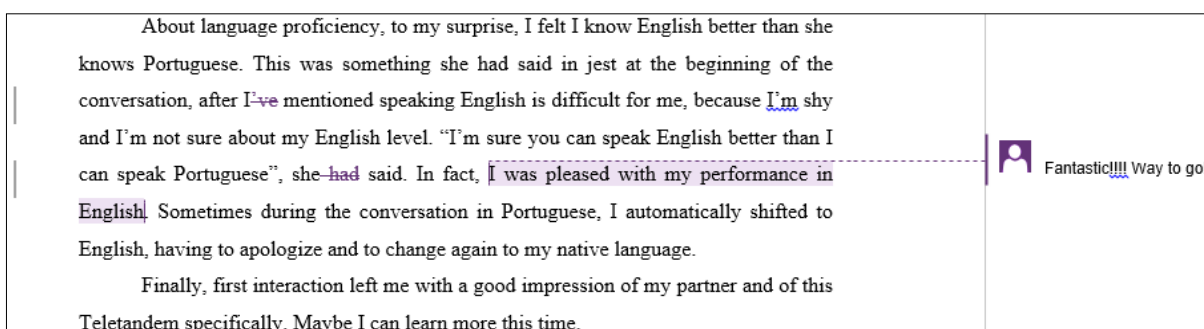 About language proficiency, to my surprise, I felt I know English better than she
knows Portuguese. This was something she had said in jest at the beginning of the
conversation, after I've mentioned speaking English is difficult for me, because I'm shy
and I'm not sure about my English level. “I'm sure you can speak English better than I
can speak Portuguese”, she had said. In fact, I was pleased with my performance in
Fantastic!!!! Way to go
English. Sometimes during the conversation in Portuguese, I automatically shifted to
English, having to apologize and to change again to my native language.
Finally, first interaction left me with a good impression of my partner and of this
Teletandem specifically. Maybe I can learn more this time.